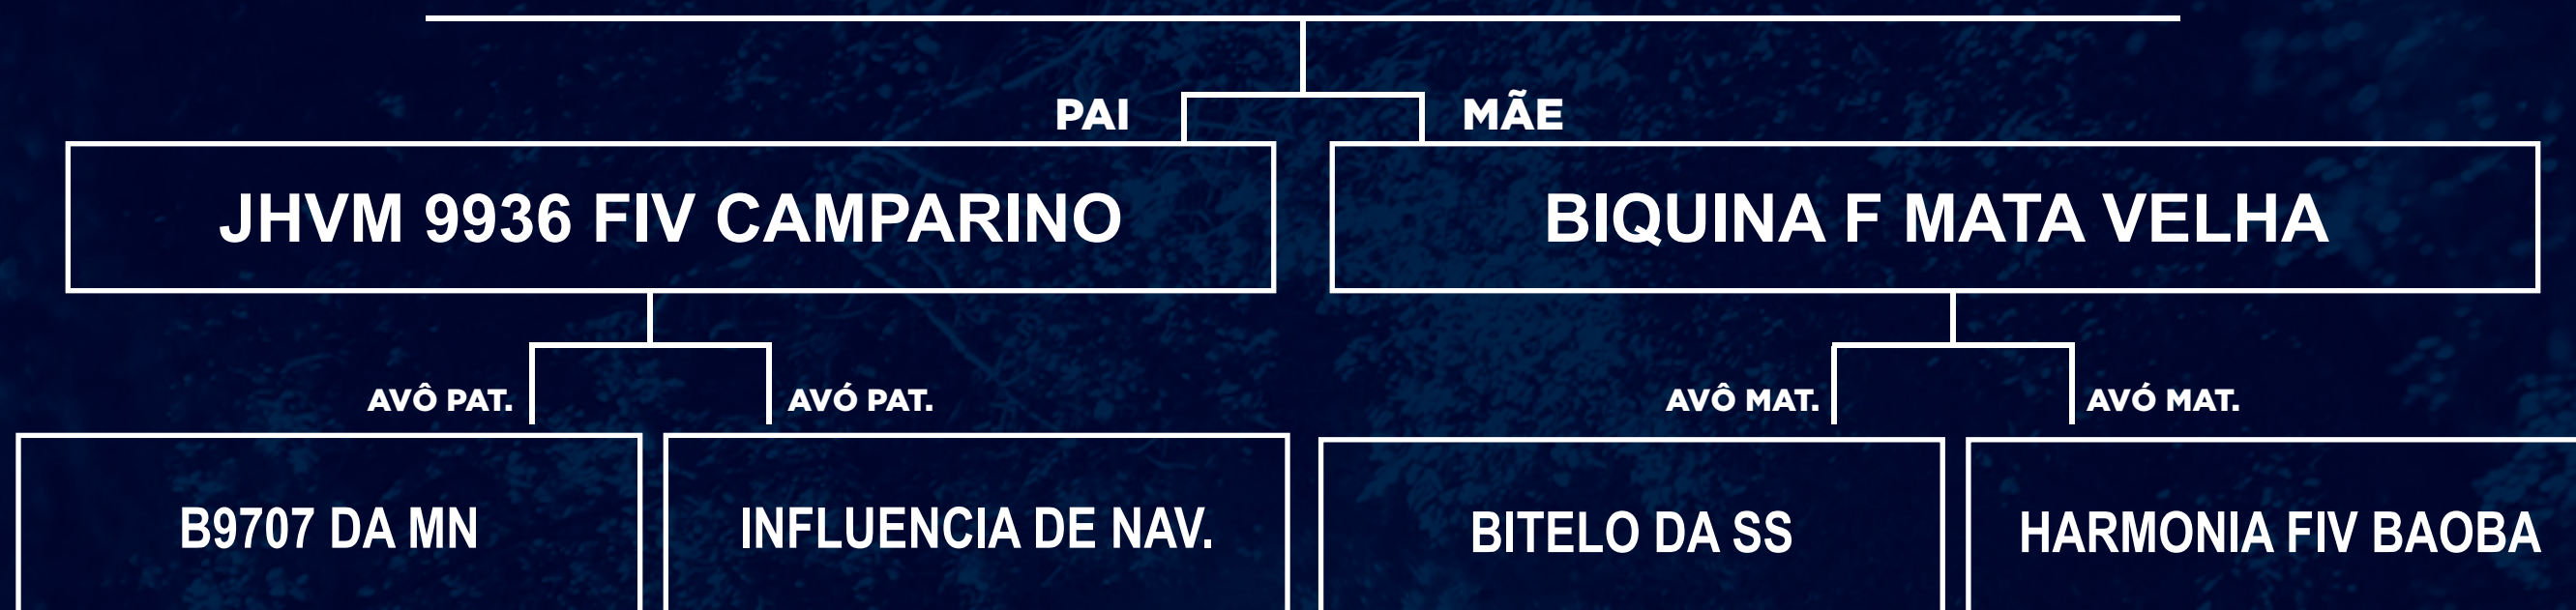 PAI
MÃE
JHVM 9936 FIV CAMPARINO
BIQUINA F MATA VELHA
AVÔ PAT.
AVÓ PAT.
AVÔ MAT.
AVÓ MAT.
B9707 DA MN
INFLUENCIA DE NAV.
BITELO DA SS
HARMONIA FIV BAOBA